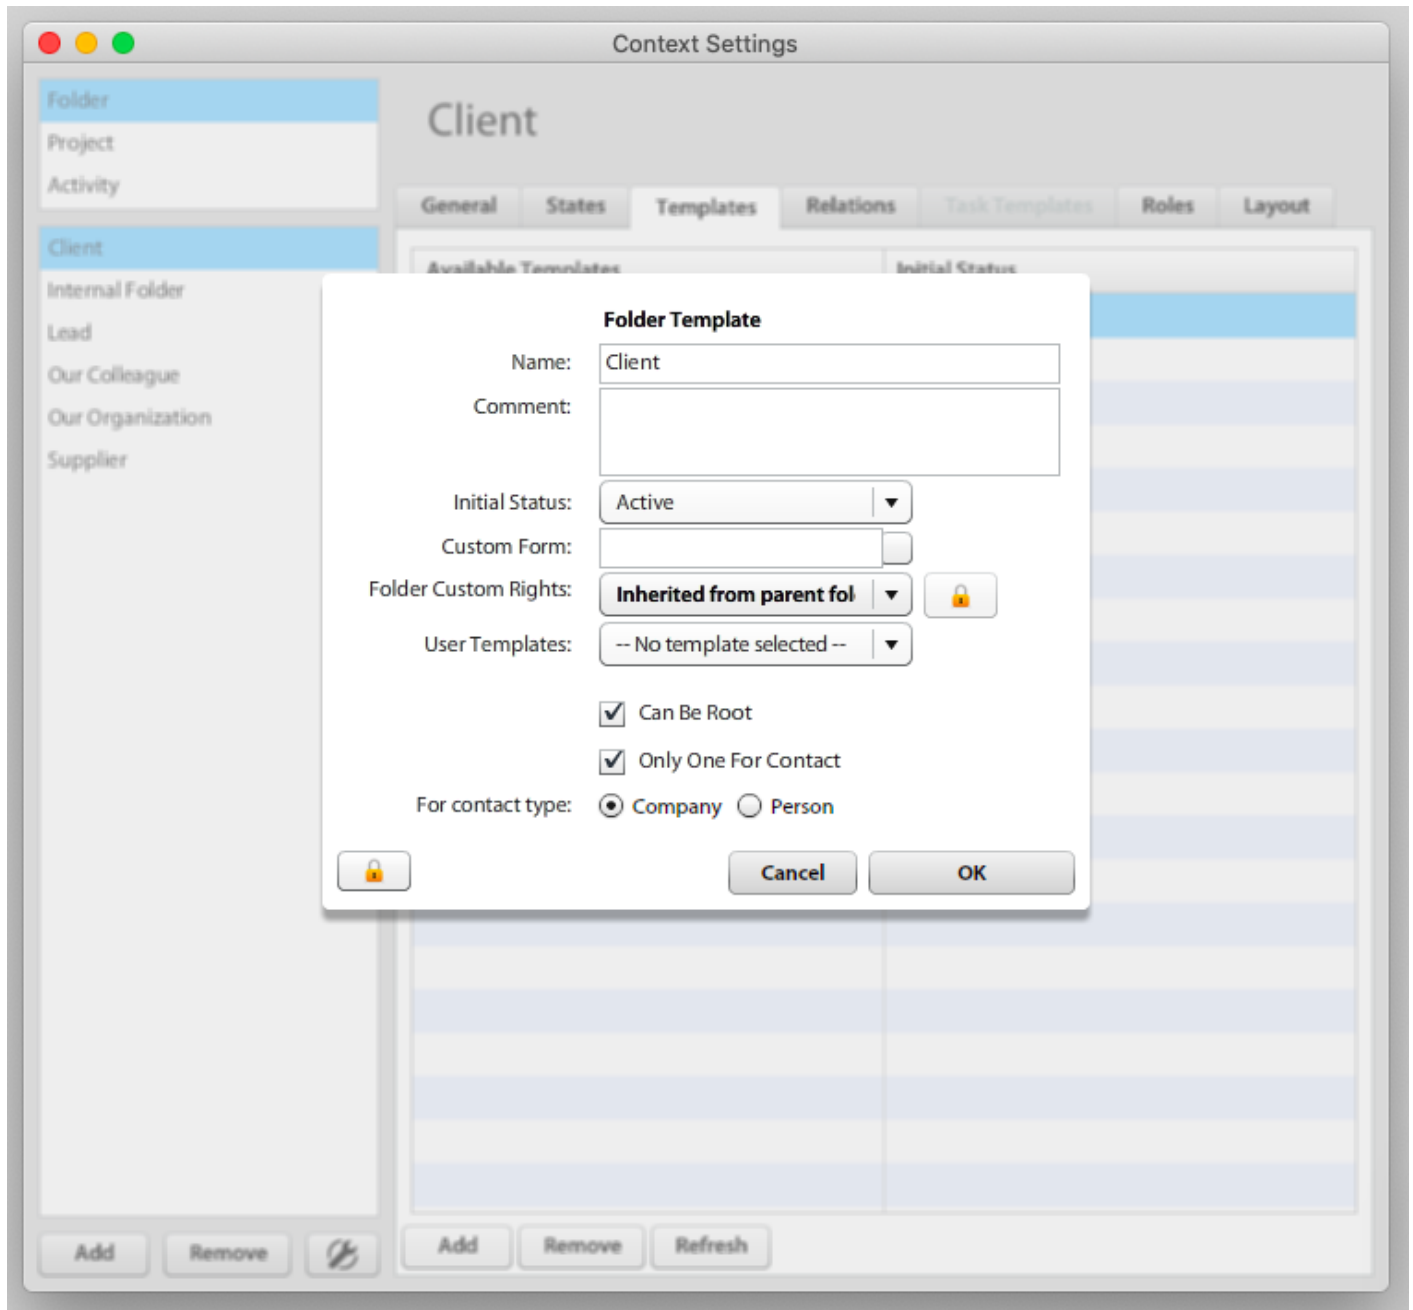 Context Settings
Folder
Project
Activity
Client
Internal Folder
Lead
Our Colleague
Our Organization
Supplier
Client
General States Templates Relations Task Templates Roles Layout
Available Templates Initial Status
Folder Template
Name: Client
Comment:
Initial Status: Active
Custom Form:
Folder Custom Rights: Inherited from parent fol
User Templates: -- No template selected --
Can Be Root
Only One For Contact
For contact type: Company Person
Cancel OK
Add Remove
Add Remove Refresh